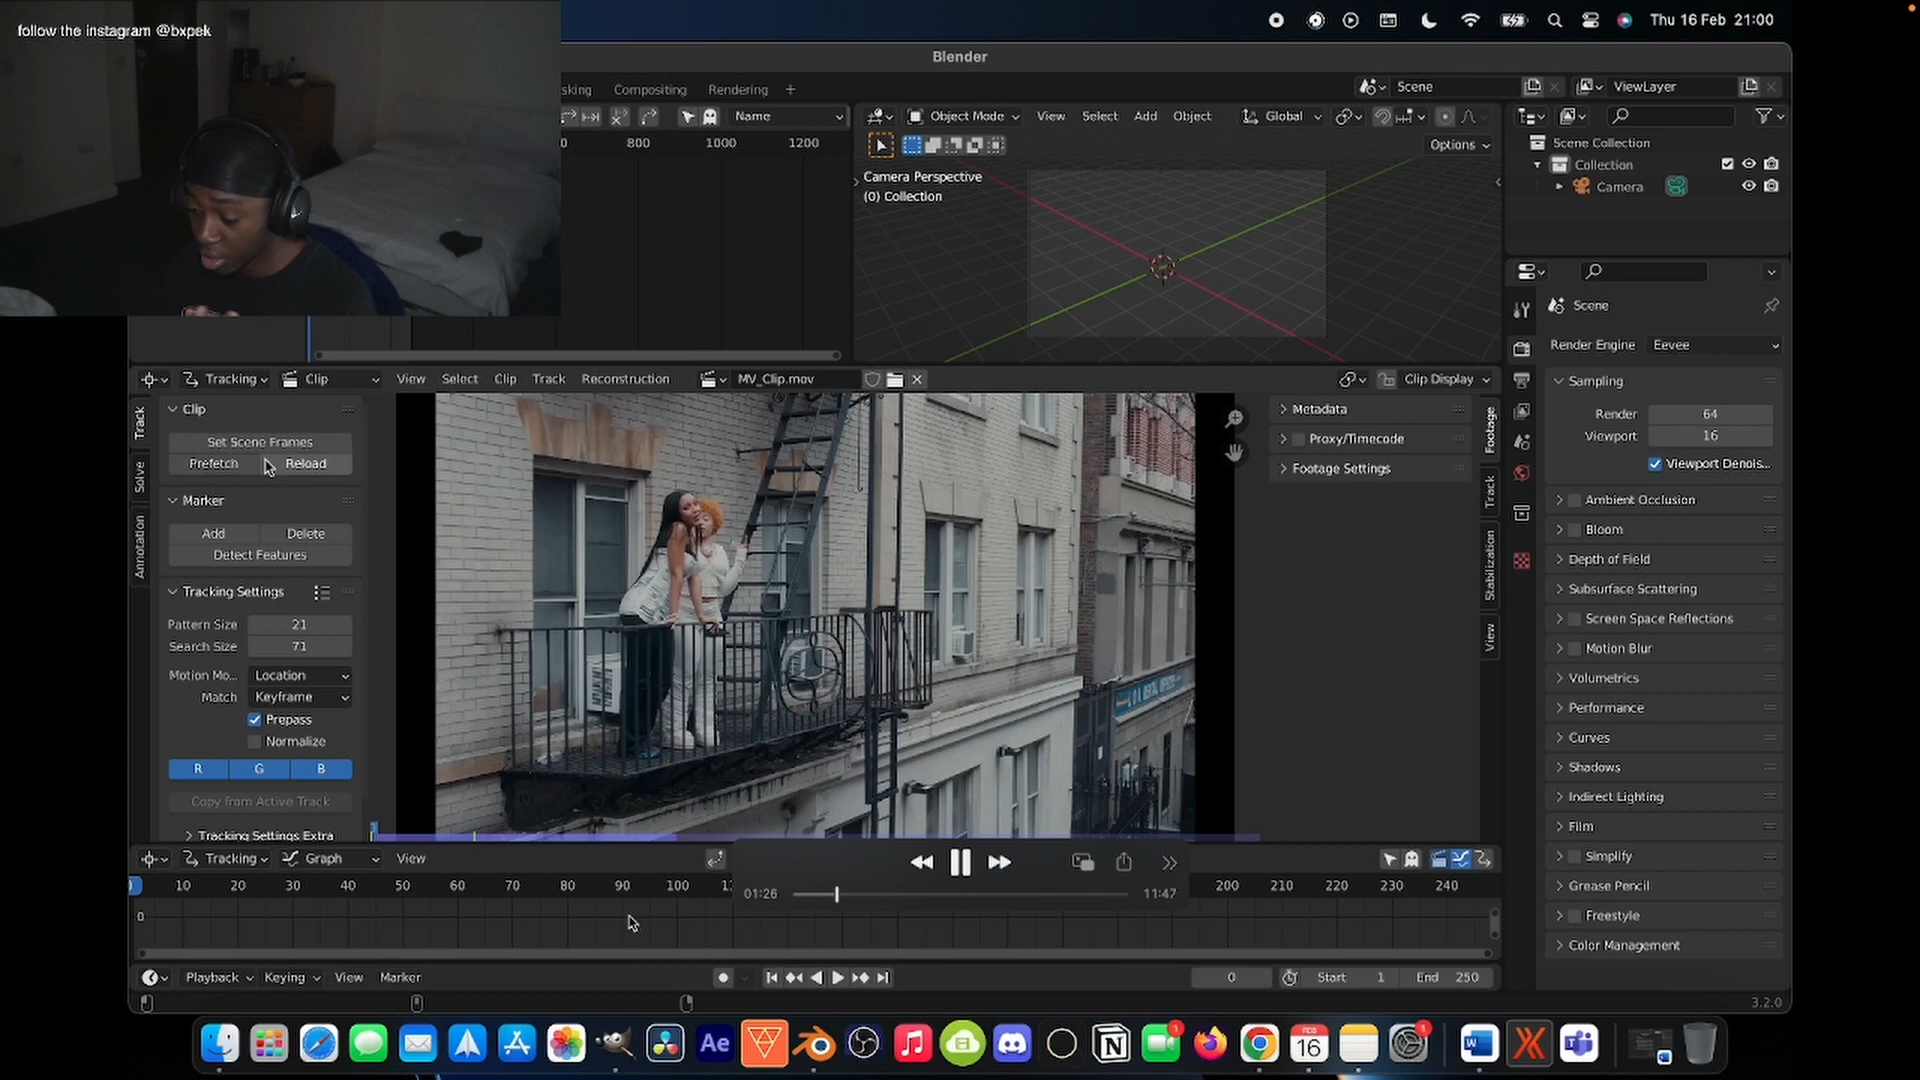 follow the instagram @bxpek
Thu 16 Feb 21:00
Blender
Compositing Rendering +
Scene
ViewLayer
Name
Object Mode View Select Add Object Global
800 1000 1200
Options
Camera Perspective
(0) Collection
Scene Collection
Collection
Camera
Scene
Render Engine Eevee
Sampling
Render 64
Viewport 16
Viewport Denois...
Ambient Occlusion
Bloom
Depth of Field
Subsurface Scattering
Screen Space Reflections
Motion Blur
Volumetrics
Performance
Curves
Shadows
Indirect Lighting
Film
Simplify
Grease Pencil
Freestyle
Color Management
Tracking Clip View Select Clip Track Reconstruction MV_Clip.mov Clip Display
Track
Solve
Annotation
Clip
Set Scene Frames
Prefetch Reload
Marker
Add Delete
Detect Features
Tracking Settings
Pattern Size 21
Search Size 71
Motion Mo... Location
Match Keyframe
Prepass
Normalize
R G B
Copy from Active Track
Tracking Settings Extra
Metadata
Proxy/Timecode
Footage Settings
Footage
Track
Stabilization
View
Tracking Graph View
10 20 30 40 50 60 70 80 90 100 200 210 220 230 240
0
01:26 11:47
Playback Keying View Marker
0 Start 1 End 250
3.2.0
Ae
FEB
16
1
1
W